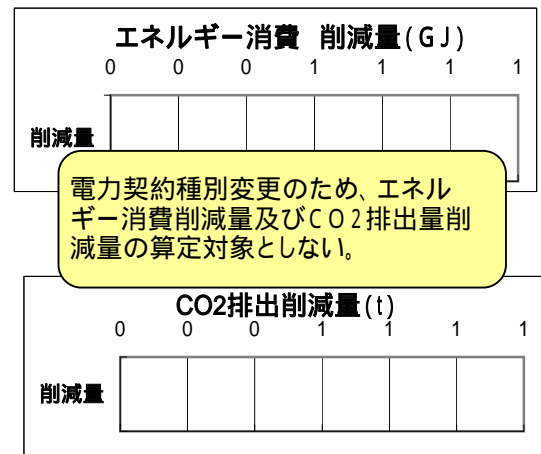 エネルギー消費 削減量(GJ)
0 0 0 1 1 1 1
削減量
電力契約種別変更のため、エネル
ギー消費削減量及びCO2排出量削
減量の算定対象としない。
CO2排出削減量(t)
0 0 0 1 1 1 1
削減量